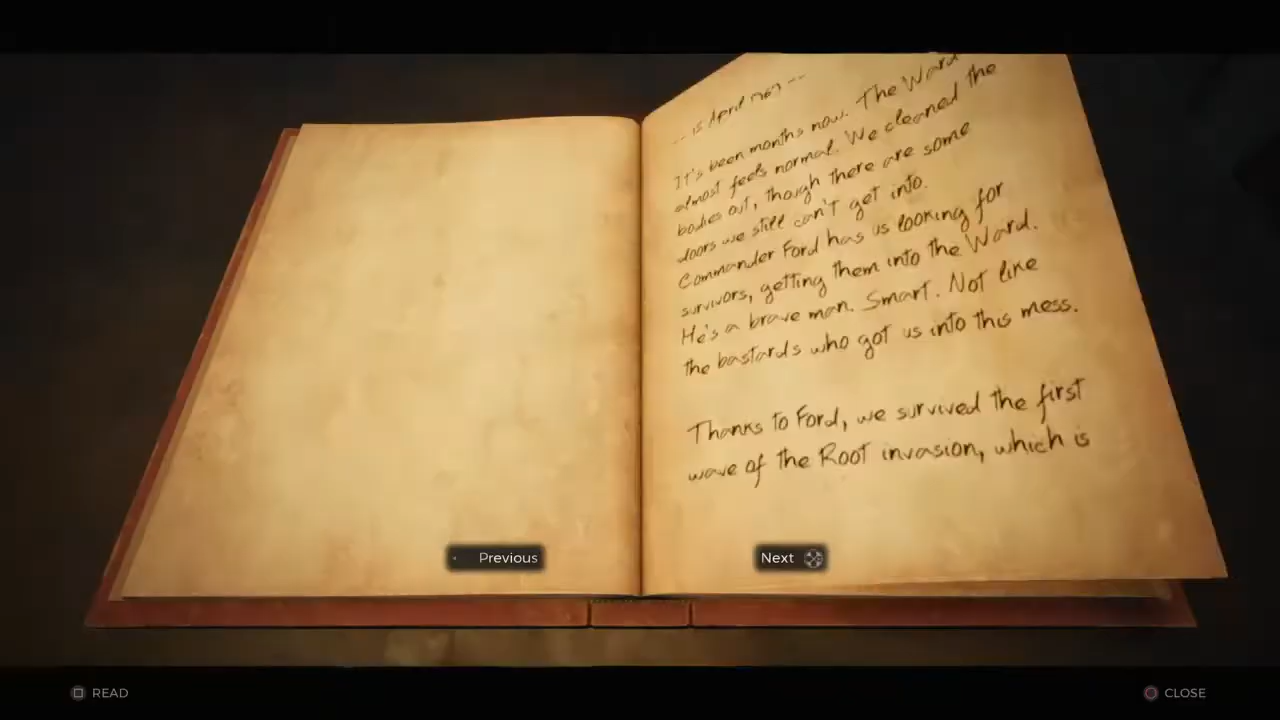 -- 15 April 1969 --
It's been months now. The Ward
almost feels normal. We cleaned the
bodies out, though there are some
doors we still can't get into.
Commander Ford has us looking for
survivors, getting them into the Ward.
He's a brave man. Smart. Not like
the bastards who got us into this mess.
Thanks to Ford, we survived the first
wave of the Root invasion, which is
Previous
Next
READ
CLOSE